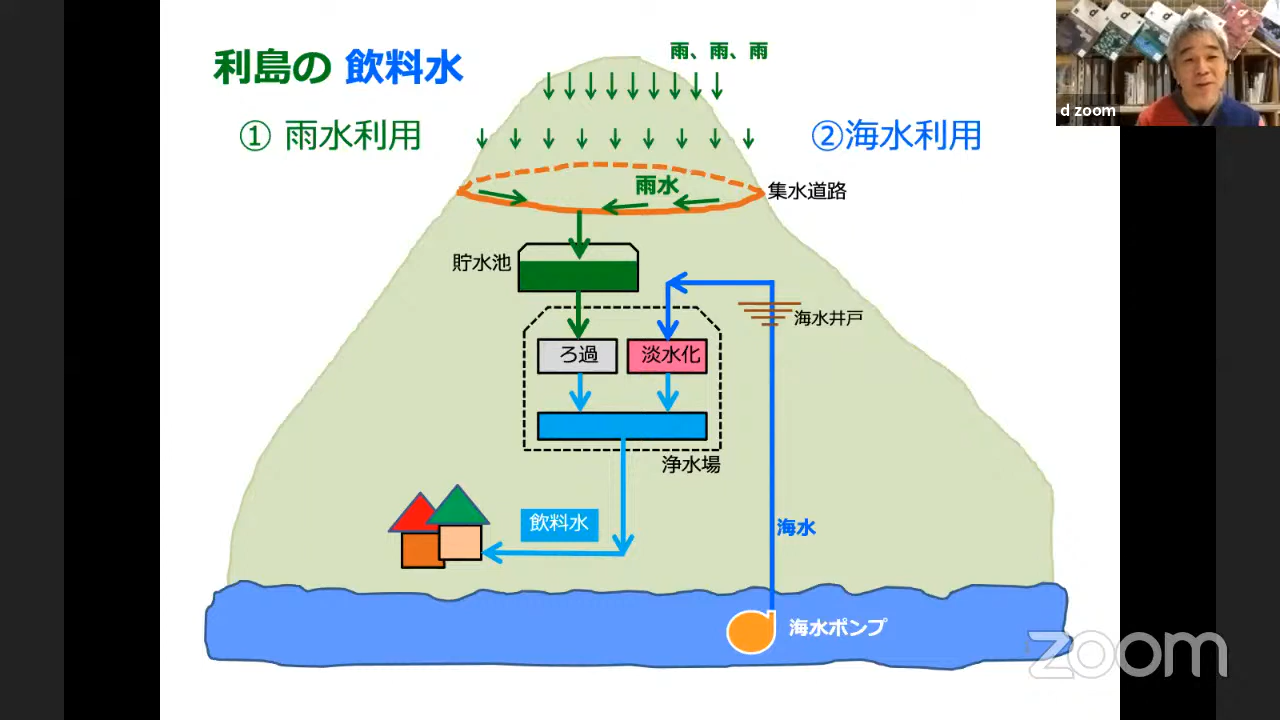 利島の 飲料水
雨、雨、雨
① 雨水利用
②海水利用
雨水
集水道路
貯水池
海水井戸
ろ過
淡水化
浄水場
飲料水
海水
海水ポンプ
d zoom
zoom